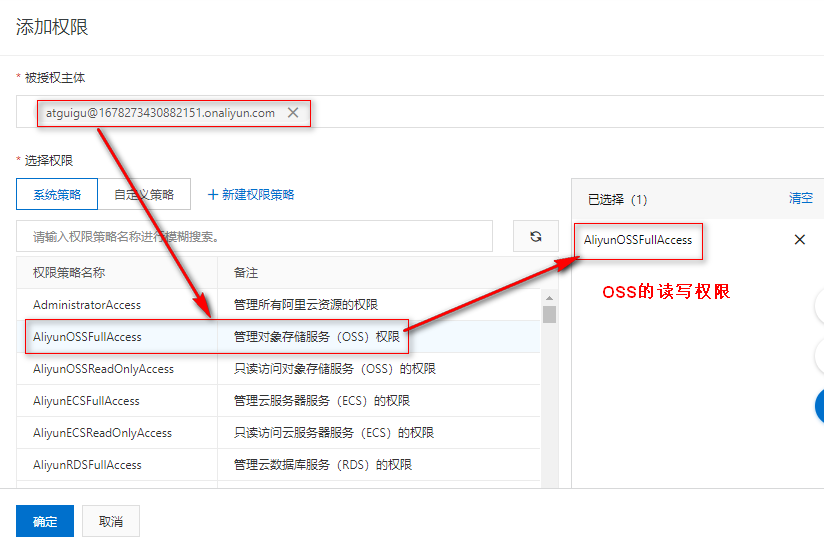 添加权限
* 被授权主体
atguigu@1678273430882151.onaliyun.com ×
* 选择权限
系统策略 自定义策略 + 新建权限策略
请输入权限策略名称进行模糊搜索。
权限策略名称 备注
AdministratorAccess 管理所有阿里云资源的权限
AliyunOSSFullAccess 管理对象存储服务（OSS）权限
AliyunOSSReadOnlyAccess 只读访问对象存储服务（OSS）的权限
AliyunECSFullAccess 管理云服务器服务（ECS）的权限
AliyunECSReadOnlyAccess 只读访问云服务器服务（ECS）的权限
AliyunRDSFullAccess 管理云数据库服务（RDS）的权限
已选择（1） 清空
AliyunOSSFullAccess ×
OSS的读写权限
确定 取消